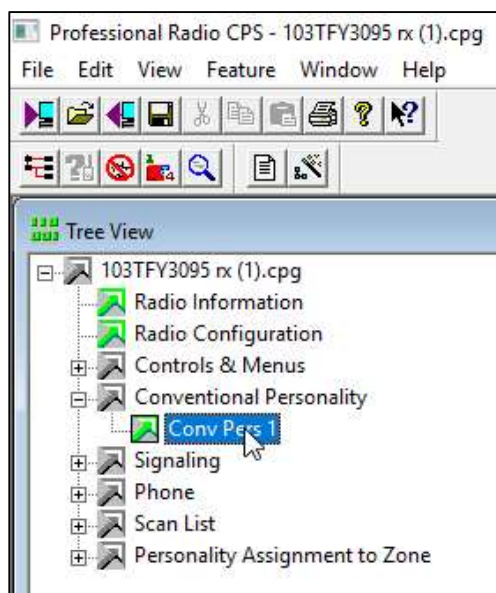 Professional Radio CPS - 103TFY3095 rx (1).cpg
File Edit View Feature Window Help
Tree View
103TFY3095 rx (1).cpg
Radio Information
Radio Configuration
Controls & Menus
Conventional Personality
Conv Pers 1
Signaling
Phone
Scan List
Personality Assignment to Zone